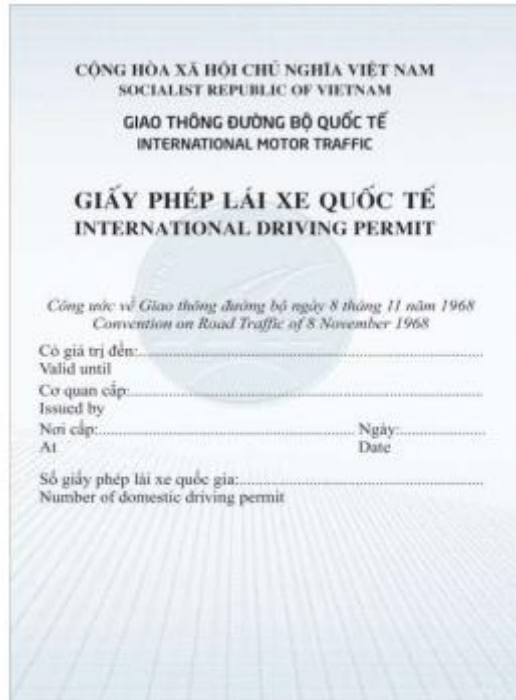 CỘNG HÒA XÃ HỘI CHỦ NGHĨA VIỆT NAM
SOCIALIST REPUBLIC OF VIETNAM
GIAO THÔNG ĐƯỜNG BỘ QUỐC TẾ
INTERNATIONAL MOTOR TRAFFIC
GIẤY PHÉP LÁI XE QUỐC TẾ
INTERNATIONAL DRIVING PERMIT
Công ước về Giao thông đường bộ ngày 8 tháng 11 năm 1968
Convention on Road Traffic of 8 November 1968
Có giá trị đến:
Valid until
Cơ quan cấp:
Issued by
Nơi cấp: Ngày:
At Date
Số giấy phép lái xe quốc gia:
Number of domestic driving permit